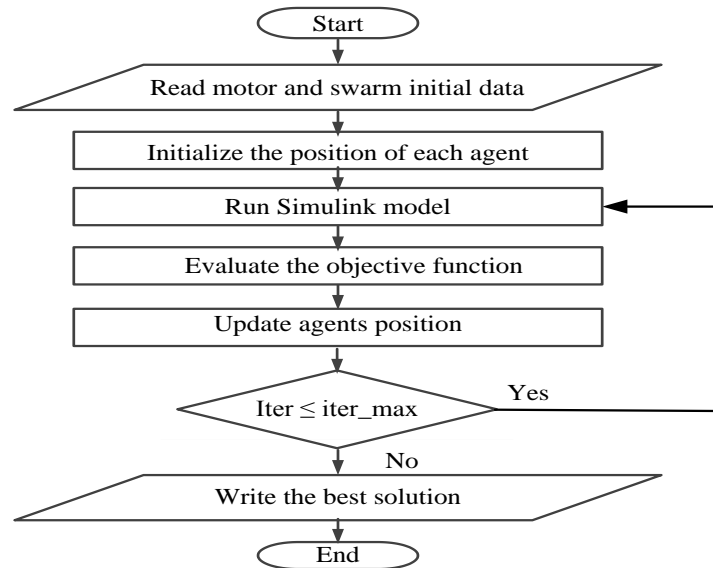 Start
Read motor and swarm initial data
Initialize the position of each agent
Run Simulink model
Evaluate the objective function
Update agents position
Iter ≤ iter_max
Yes
No
Write the best solution
End